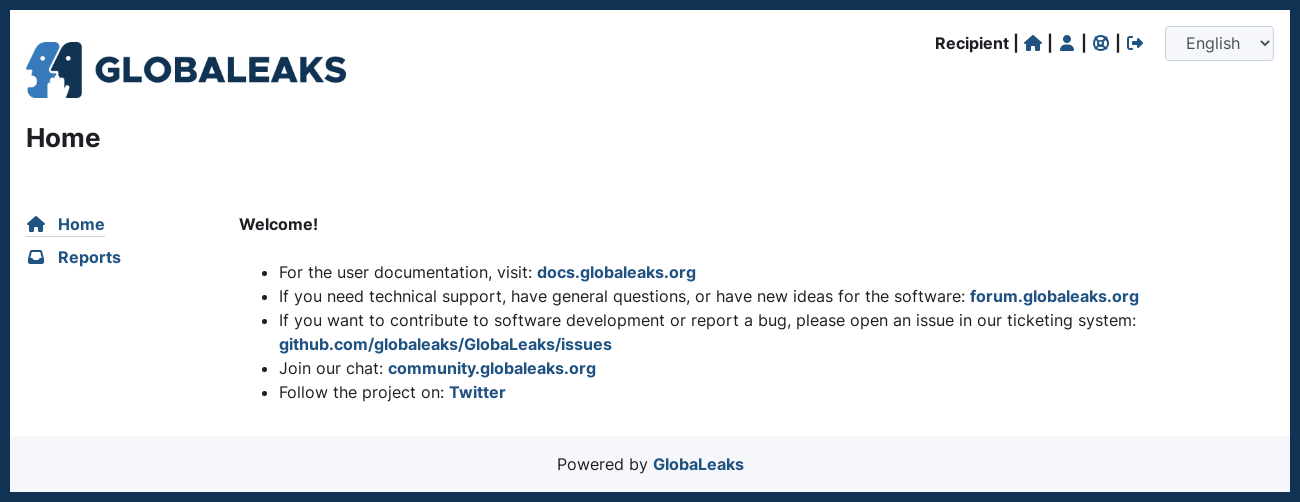 GLOBALEAKS
Recipient | | | |
English
Home
Home
Reports
Welcome!
For the user documentation, visit: docs.globaleaks.org
If you need technical support, have general questions, or have new ideas for the software: forum.globaleaks.org
If you want to contribute to software development or report a bug, please open an issue in our ticketing system:
github.com/globaleaks/GlobaLeaks/issues
Join our chat: community.globaleaks.org
Follow the project on: Twitter
Powered by GlobaLeaks